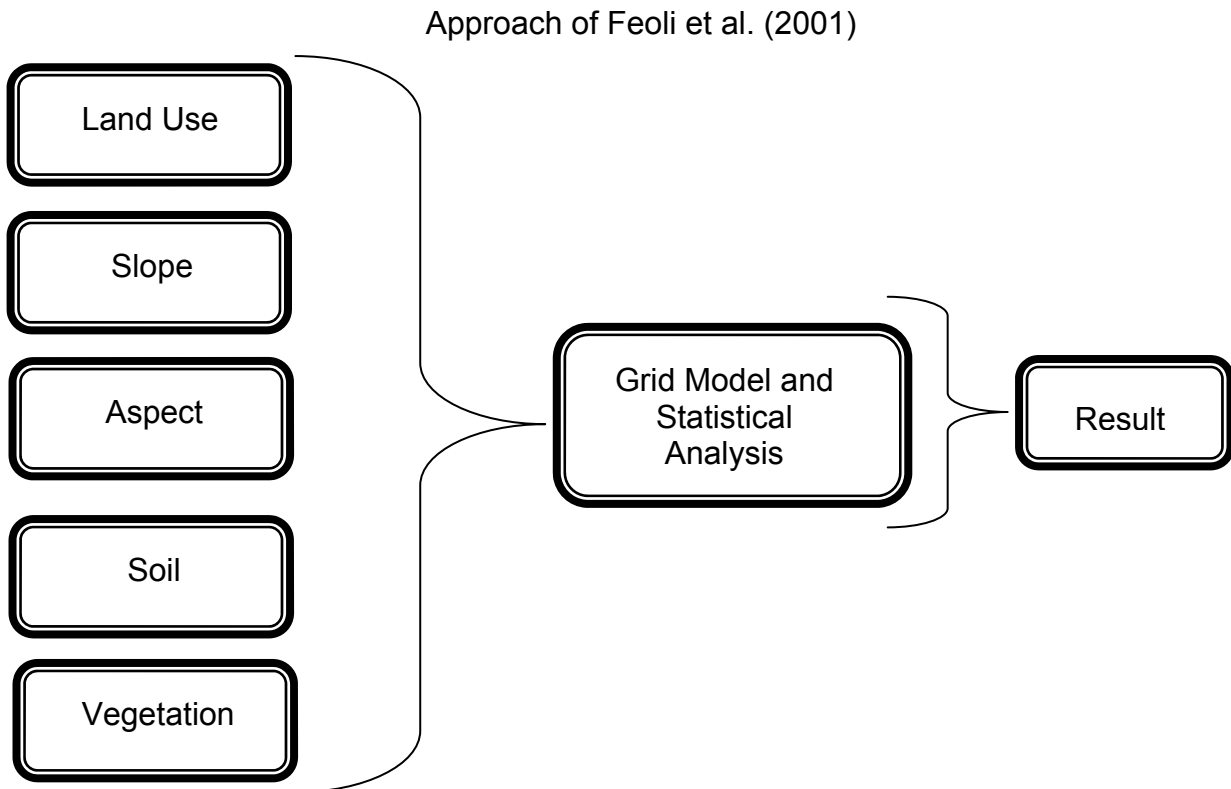 Approach of Feoli et al. (2001)
Land Use
Slope
Aspect
Soil
Vegetation
Grid Model and
Statistical
Analysis
Result